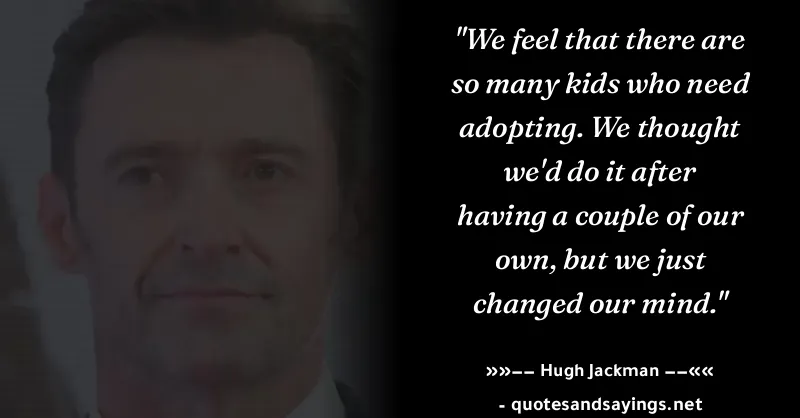 "We feel that there are
so many kids who need
adopting. We thought
we'd do it after
having a couple of our
own, but we just
changed our mind."
»»−− Hugh Jackman −−««
- quotesandsayings.net